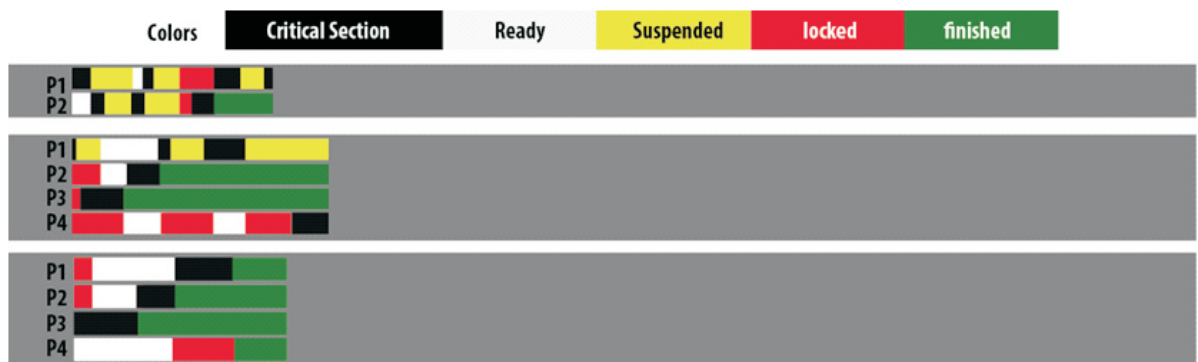 Colors Critical Section Ready Suspended locked finished
P1
P2
P1
P2
P3
P4
P1
P2
P3
P4